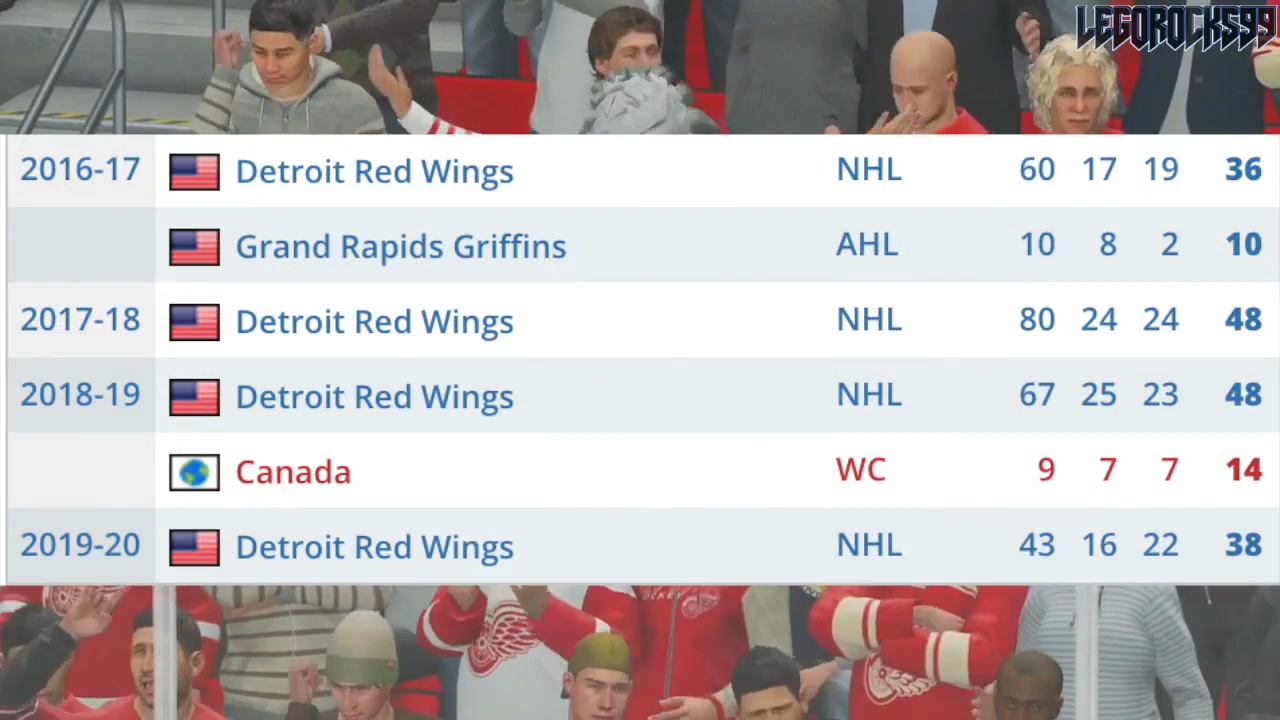 LEGOROCKS99
2016-17 Detroit Red Wings NHL 60 17 19 36
Grand Rapids Griffins AHL 10 8 2 10
2017-18 Detroit Red Wings NHL 80 24 24 48
2018-19 Detroit Red Wings NHL 67 25 23 48
Canada WC 9 7 7 14
2019-20 Detroit Red Wings NHL 43 16 22 38